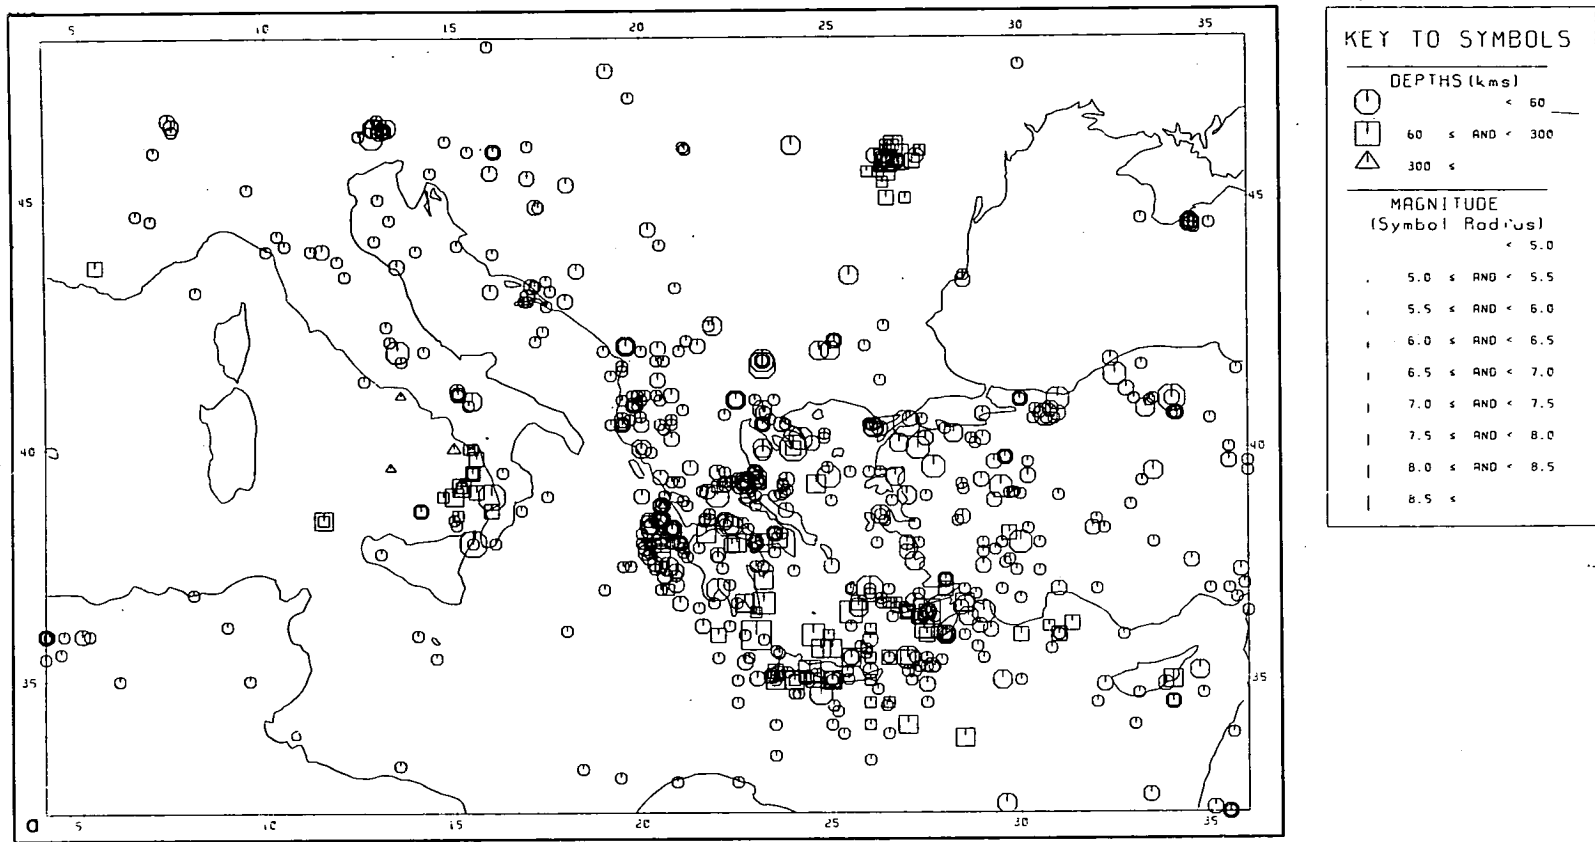 5 10 15 20 25 30 35
45 45
40 40
35 35
a 5 10 15 20 25 30 35
KEY TO SYMBOLS
DEPTHS (kms)
< 60
60 ≤ AND < 300
300 ≤
MAGNITUDE
(Symbol Radius)
< 5.0
5.0 ≤ AND < 5.5
5.5 ≤ AND < 6.0
6.0 ≤ AND < 6.5
6.5 ≤ AND < 7.0
7.0 ≤ AND < 7.5
7.5 ≤ AND < 8.0
8.0 ≤ AND < 8.5
8.5 ≤